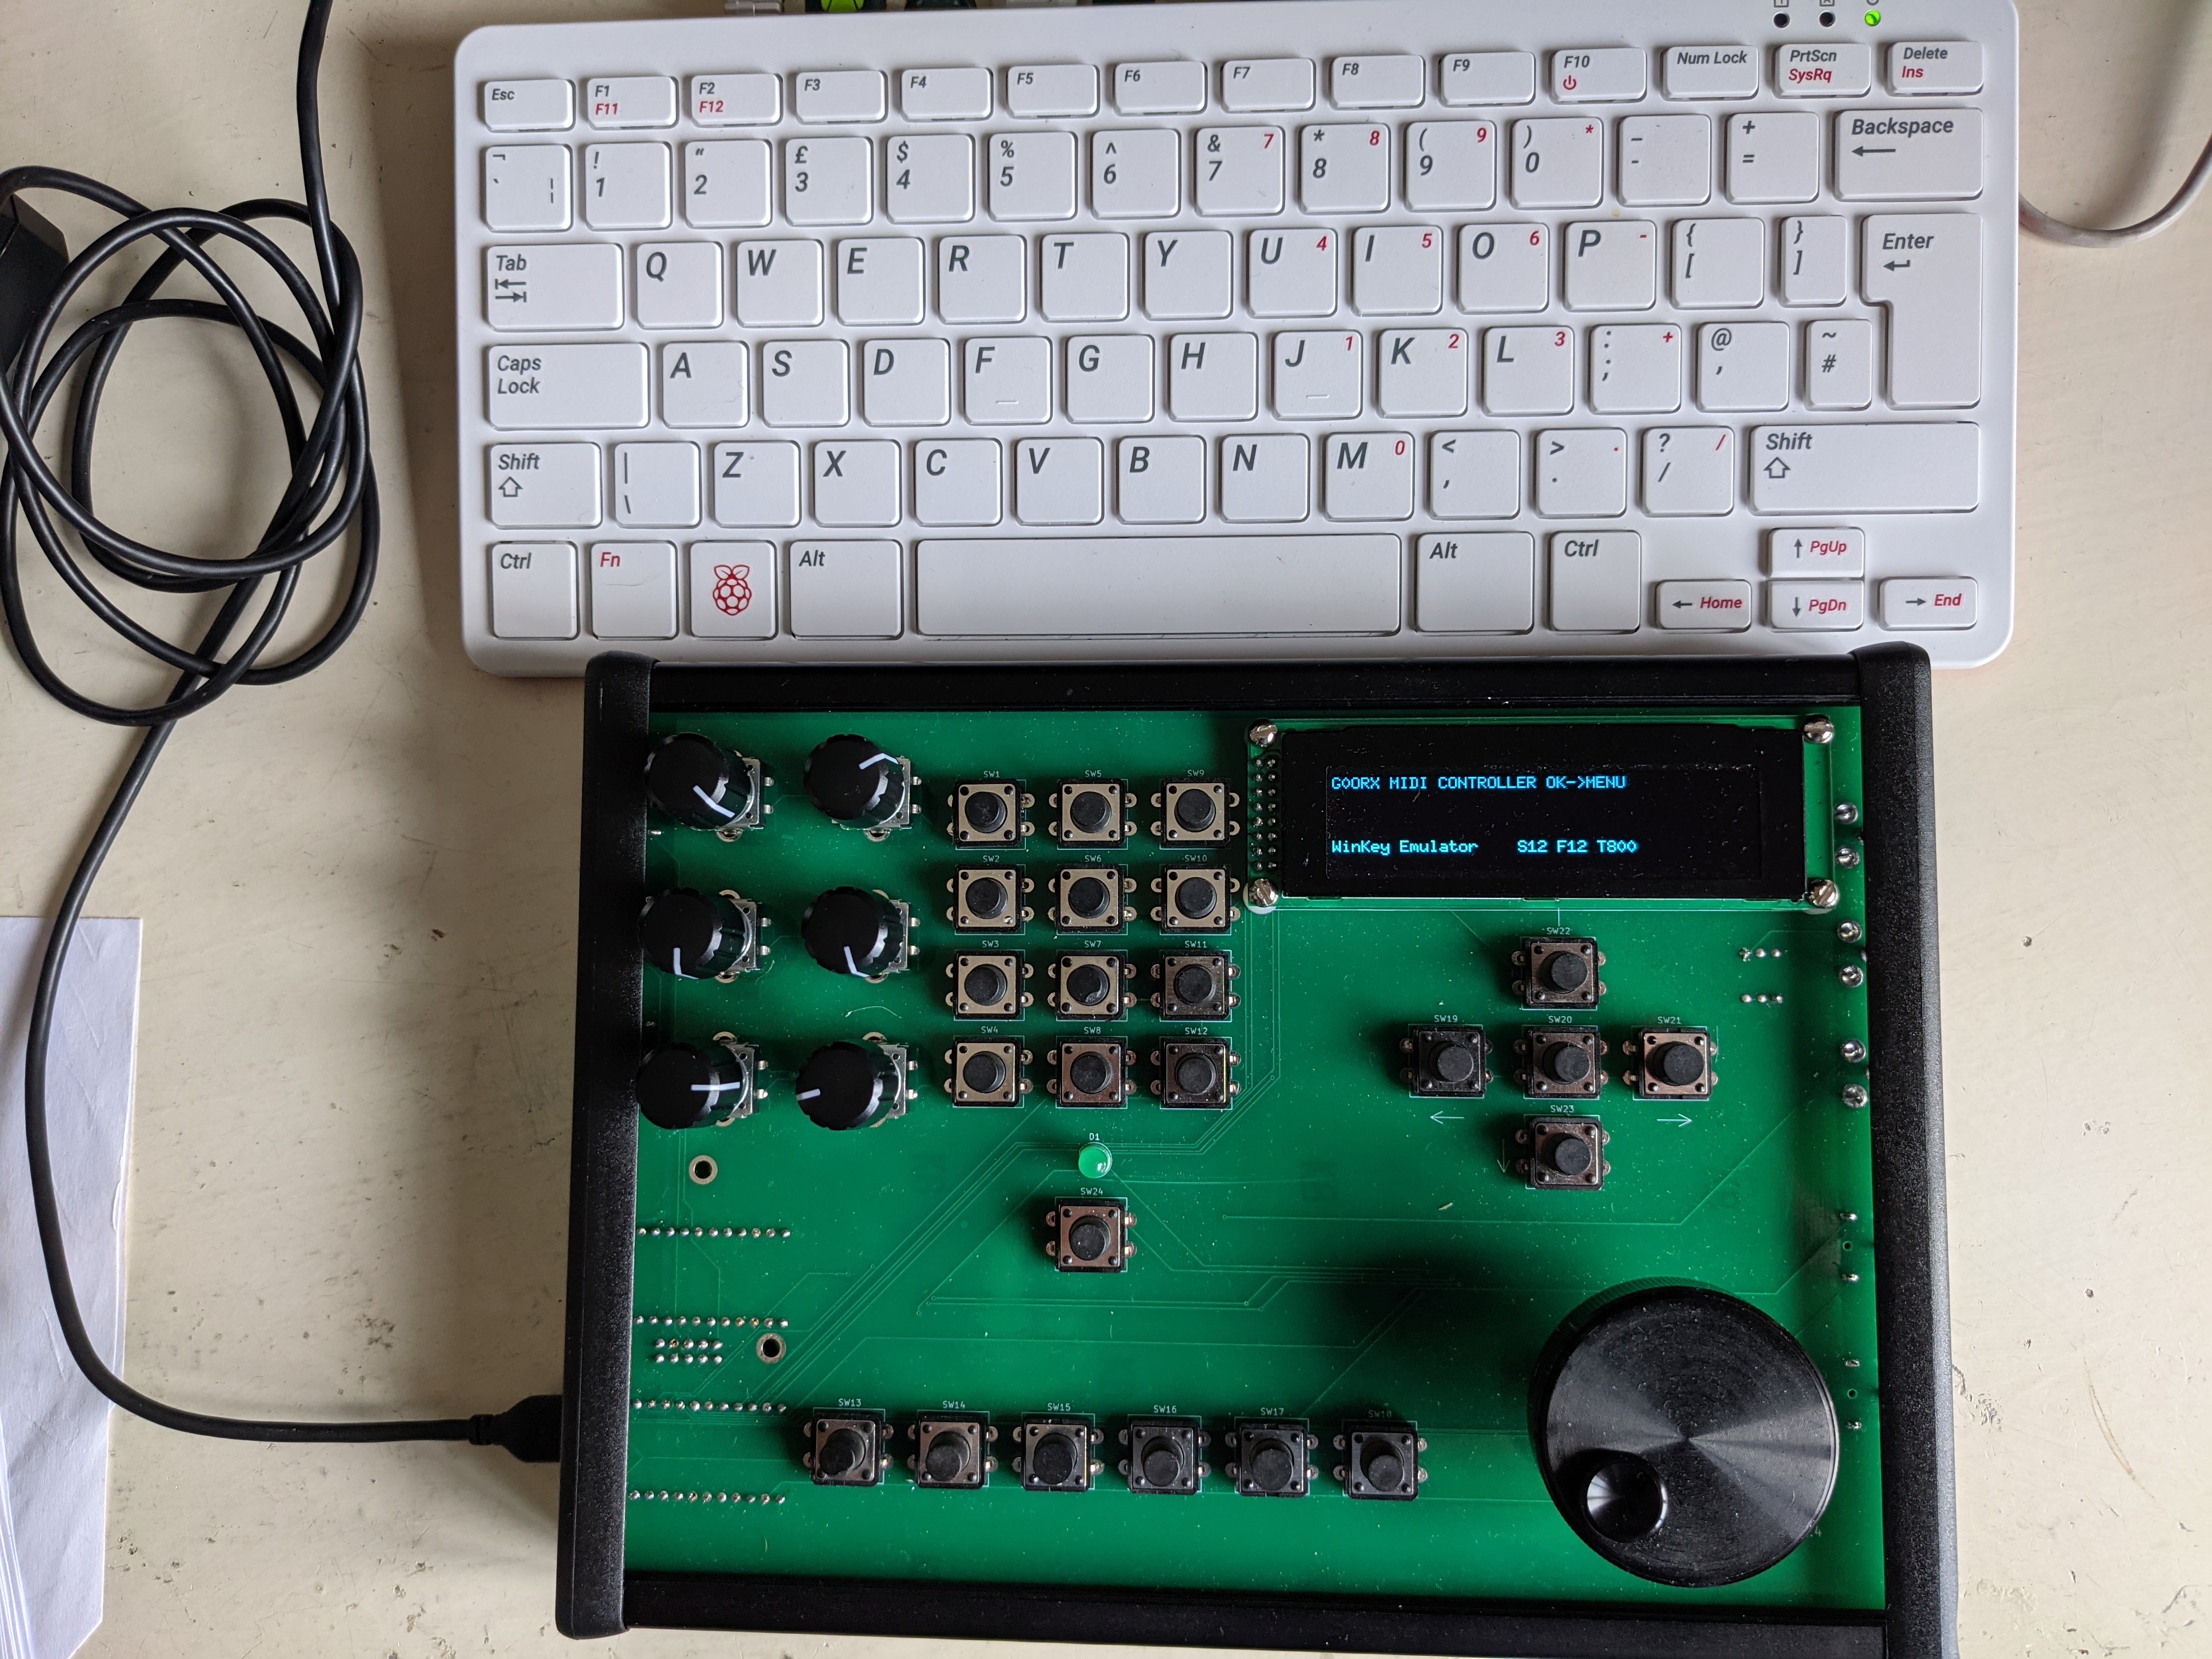 Esc F1 F2 F3 F4 F5 F6 F7 F8 F9 F10 Num Lock PrtScn Delete
F11 F12 SysRq Ins
¬ ! " £ $ % ^ & 7 * 8 ( 9 ) * _ + Backspace
` ¦ 1 2 3 4 5 6 7 8 9 0 - =
Tab Q W E R T Y U 4 I 5 O 6 P - { } Enter
[ ]
Caps A S D F G H J 1 K 2 L 3 : + @ ~
Lock ; ' #
Shift | Z X C V B N M 0 < > . ? / Shift
\ , . /
Ctrl Fn Alt Alt Ctrl PgUp
Home PgDn End
G0ORX MIDI CONTROLLER OK->MENU
WinKey Emulator S12 F12 T800
SW1 SW5 SW9
SW2 SW6 SW10
SW3 SW7 SW11
SW4 SW8 SW12
SW22
SW19 SW20 SW21
SW23
D1
SW24
SW13 SW14 SW15 SW16 SW17 SW18